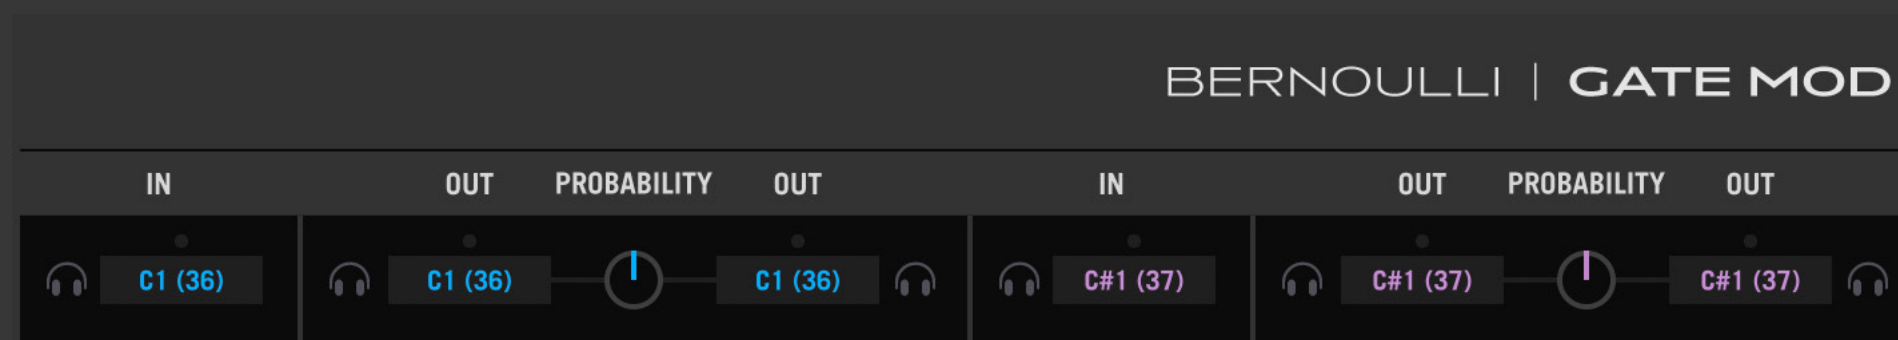 BERNOULLI | GATE MOD
IN OUT PROBABILITY OUT IN OUT PROBABILITY OUT
C1 (36) C1 (36) C1 (36) C#1 (37) C#1 (37) C#1 (37)